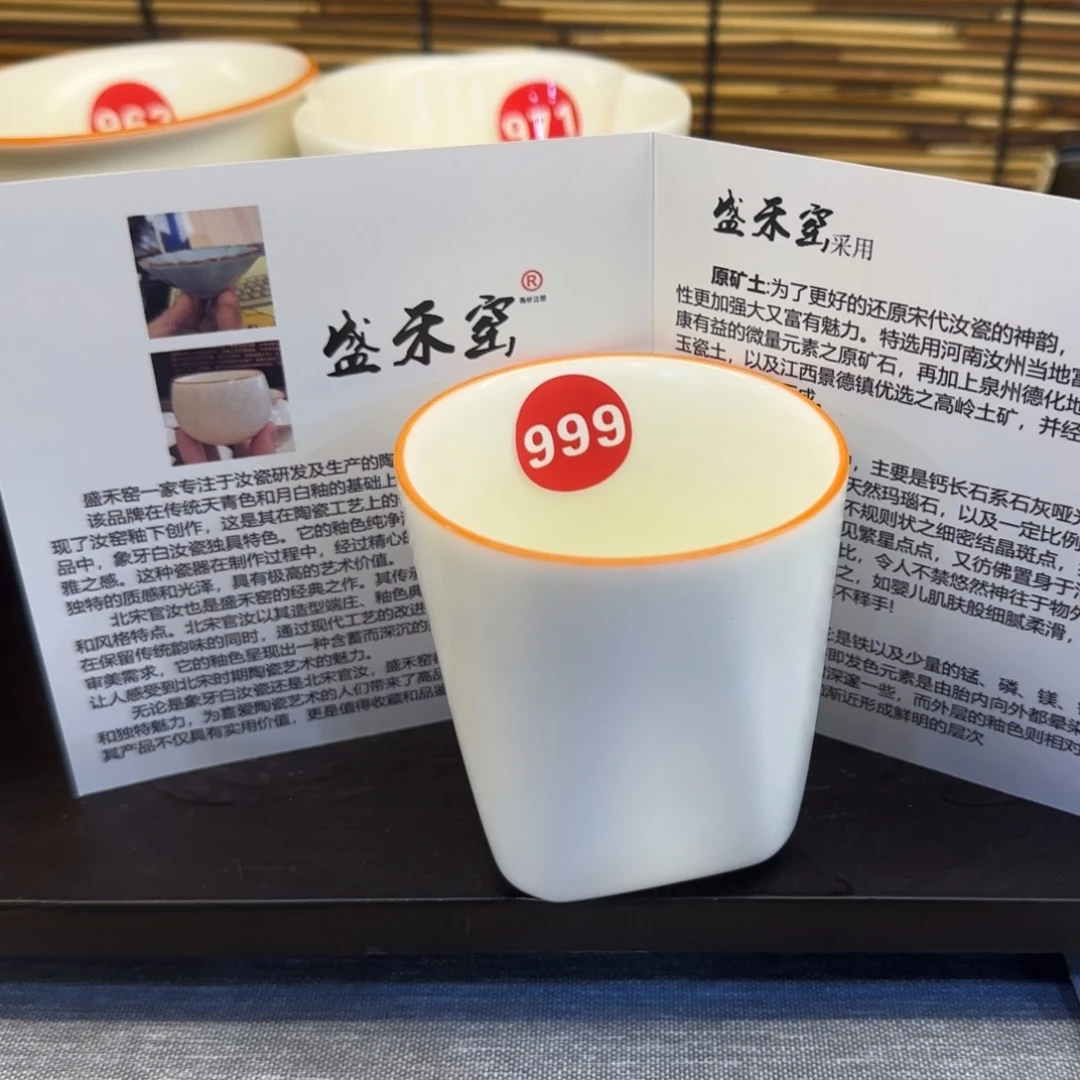 971
盛禾窑
®
盛禾窑一家专注于汝瓷研发及生产的陶
该品牌在传统天青色和月白釉的基础上
现了汝窑釉下创作，这是其在陶瓷工艺上的
品中，象牙白汝瓷独具特色。它的釉色纯净
雅之感。这种瓷器在制作过程中，经过精心
独特的质感和光泽，具有极高的艺术价值。
北宋官汝也是盛禾窑的经典之作。其传承
和风格特点。北宋官汝以其造型端庄、釉色典
在保留传统韵味的同时，通过现代工艺的改进
审美需求，它的釉色呈现出一种含蓄而深沉的
让人感受到北宋时期陶瓷艺术的魅力。
无论是象牙白汝瓷还是北宋官汝，盛禾窑
和独特魅力，为喜爱陶瓷艺术的人们带来了高品
其产品不仅具有实用价值，更是值得收藏和品鉴
盛禾窑采用
原矿土:为了更好的还原宋代汝瓷的神韵，
性更加强大又富有魅力。特选用河南汝州当地富
康有益的微量元素之原矿石，再加上泉州德化地
玉瓷土，以及江西景德镇优选之高岭土矿，并经
成。
，主要是钙长石系石灰哑光
天然玛瑙石，以及一定比例
不规则状之细密结晶斑点，
见繁星点点，又彷佛置身于
比，令人不禁悠然神往于物外
之，如婴儿肌肤般细腻柔滑，
不释手!
是铁以及少量的锰、磷、镁、
即发色元素是由胎内向外都晕染
深邃一些，而外层的釉色则相对
渐近形成鲜明的层次
999